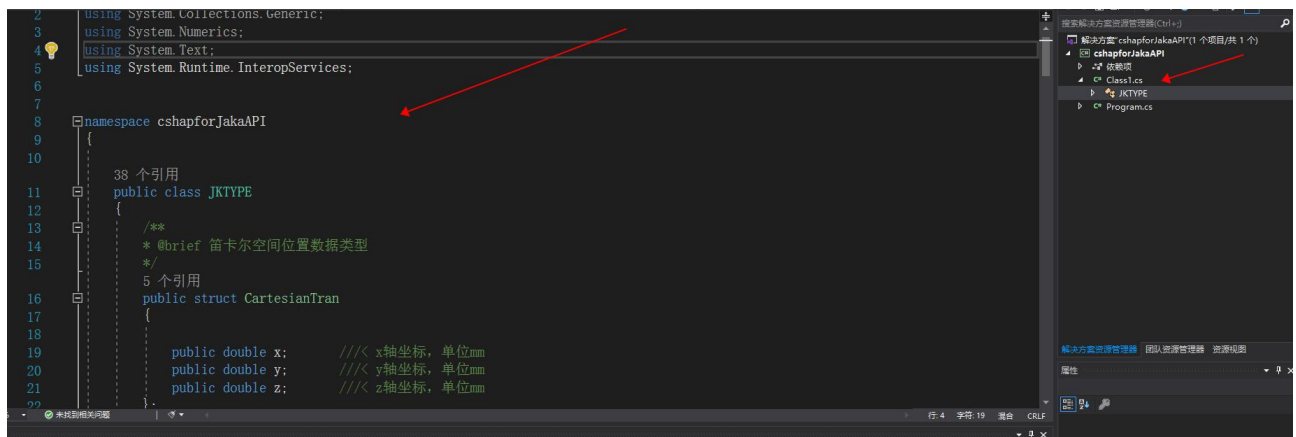 2 using System.Collections.Generic;
3 using System.Numerics;
4 using System.Text;
5 using System.Runtime.InteropServices;
6
7
8 namespace cshapforJakaAPI
9 {
10
38 个引用
11 public class JKTYPE
12 {
13 /**
14 * @brief 笛卡尔空间位置数据类型
15 */
5 个引用
16 public struct CartesianTran
17 {
18
19 public double x; ///< x轴坐标，单位mm
20 public double y; ///< y轴坐标，单位mm
21 public double z; ///< z轴坐标，单位mm
22 };
未找到相关问题
行: 4 字符: 19 混合 CRLF
搜索解决方案资源管理器(Ctrl+;)
解决方案"cshapforJakaAPI"(1 个项目/共 1 个)
C# cshapforJakaAPI
依赖项
C# Class1.cs
JKTYPE
C# Program.cs
解决方案资源管理器 团队资源管理器 资源视图
属性